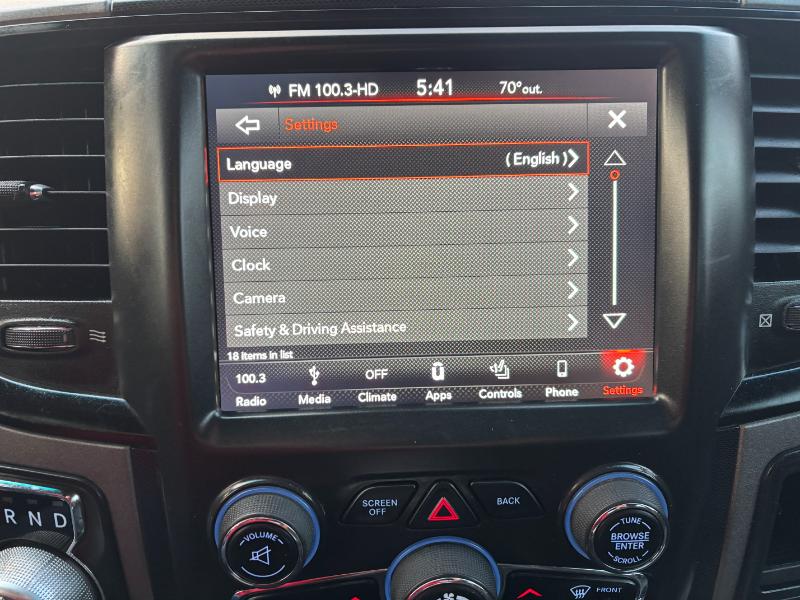 FM 100.3-HD 5:41 70°out.
Settings
Language (English)
Display
Voice
Clock
Camera
Safety & Driving Assistance
18 items in list
100.3 OFF
Radio Media Climate Apps Controls Phone Settings
SCREEN OFF
BACK
VOLUME
TUNE
BROWSE
ENTER
SCROLL
R N D
FRONT